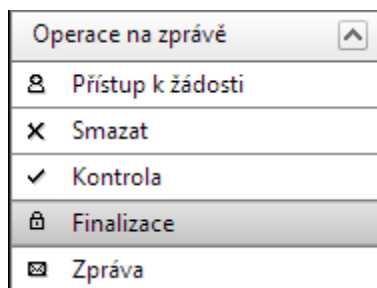 Operace na zprávě
Přístup k žádosti
Smazat
Kontrola
Finalizace
Zpráva